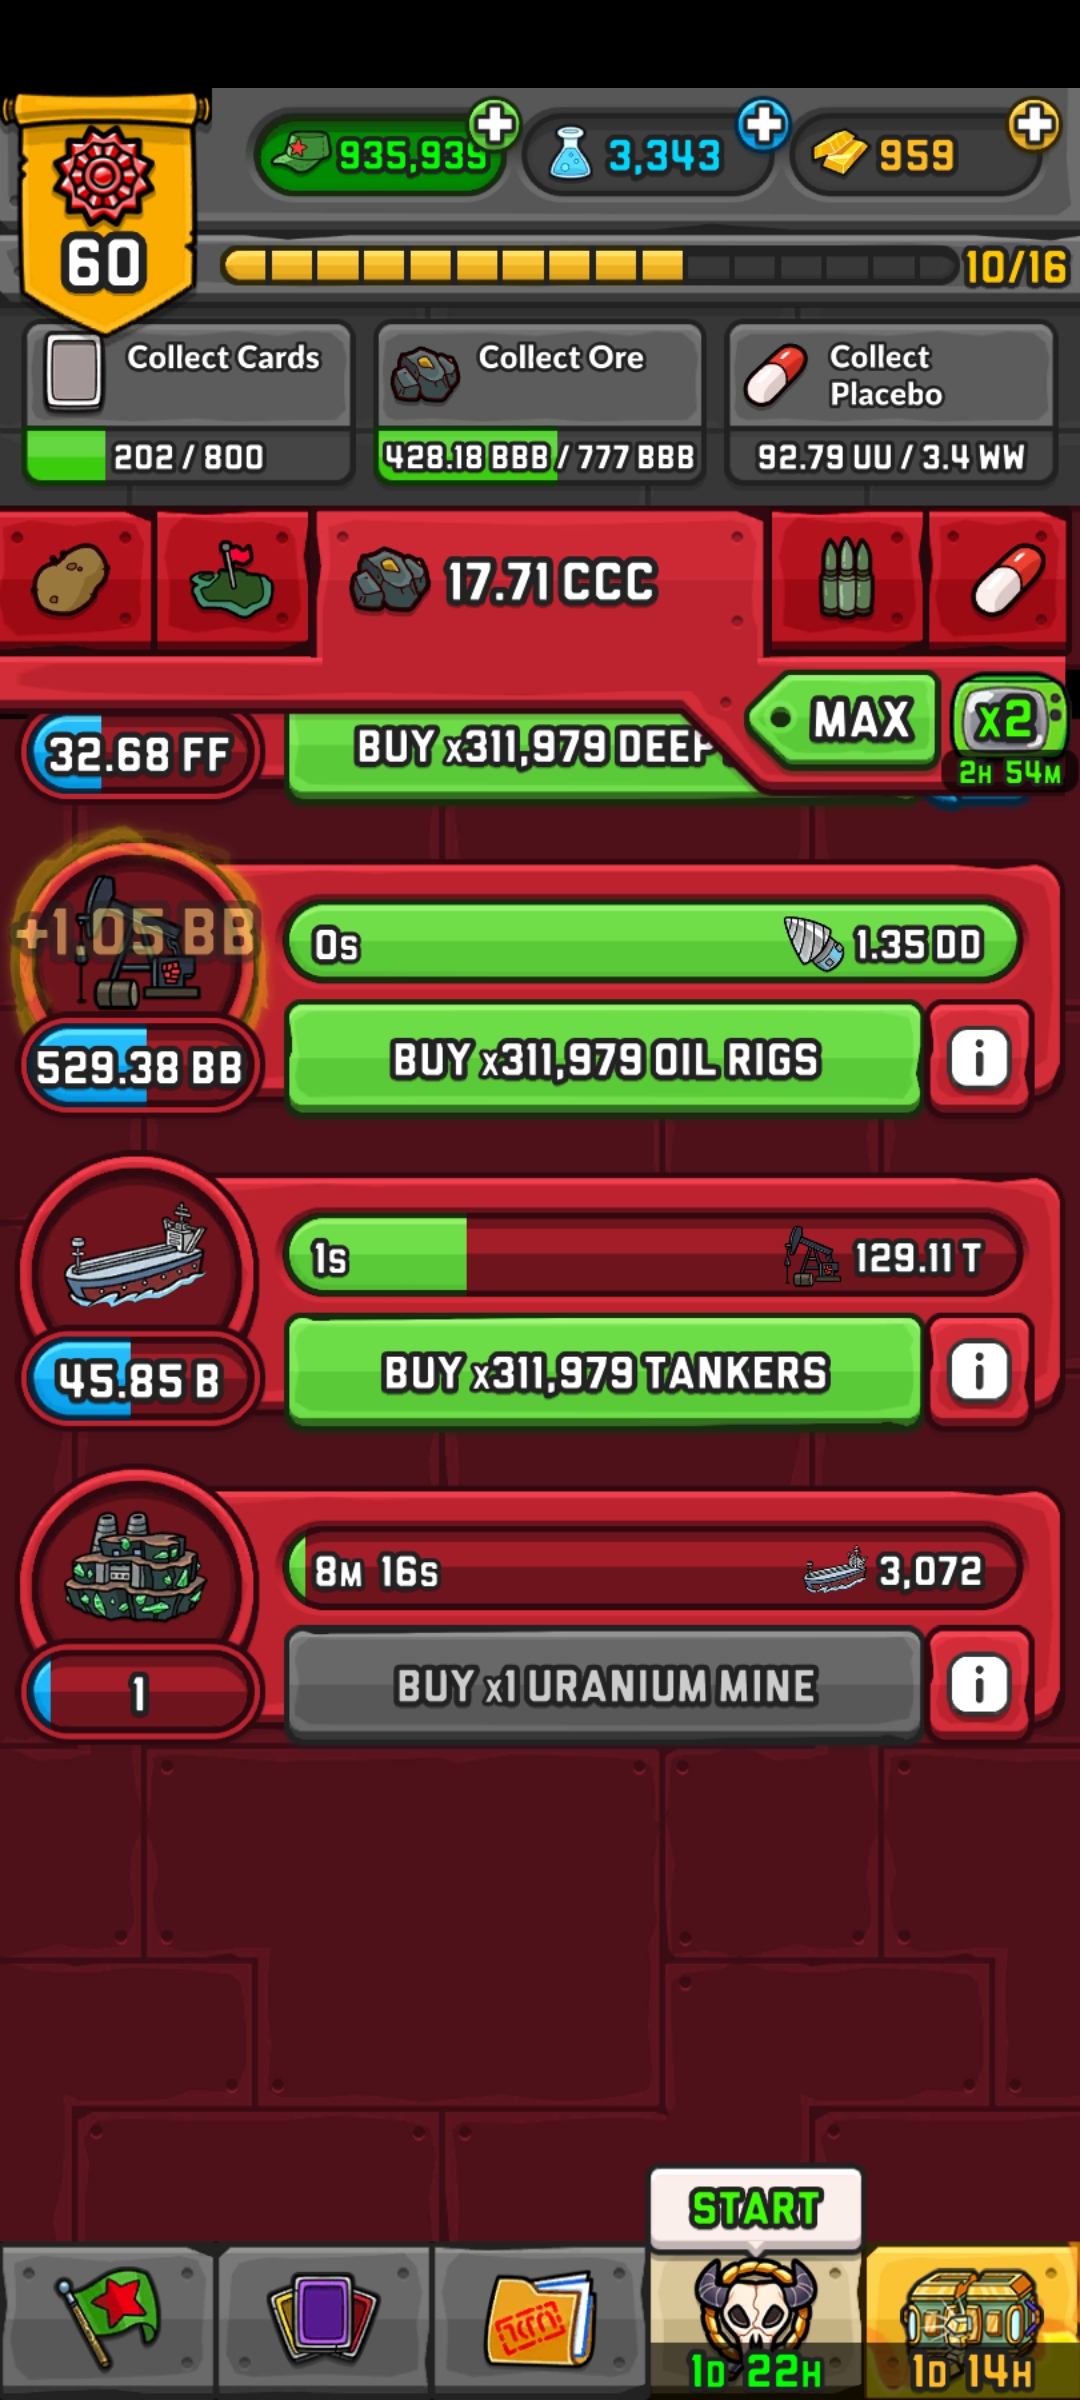 935,939
3,343
959
60
10/16
Collect Cards
202 / 800
Collect Ore
428.18 BBB / 777 BBB
Collect
Placebo
92.79 UU / 3.4 WW
17.71 CCC
MAX
x2
2H 54M
32.68 FF
BUY x311,979 DEEP
+1.05 BB
0s
1.35 DD
529.38 BB
BUY x311,979 OIL RIGS
i
1s
129.11 T
45.85 B
BUY x311,979 TANKERS
i
8M 16s
3,072
1
BUY x1 URANIUM MINE
i
START
1D 22H
1D 14H